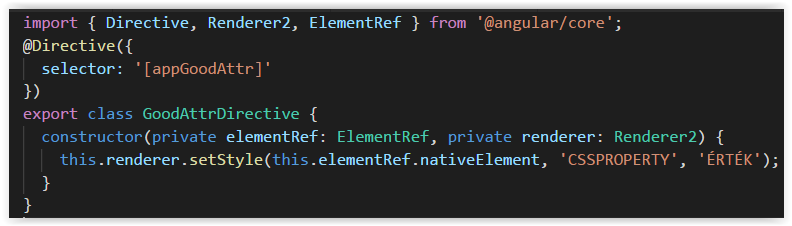 import { Directive, Renderer2, ElementRef } from '@angular/core';
@Directive({
  selector: '[appGoodAttr]'
})
export class GoodAttrDirective {
  constructor(private elementRef: ElementRef, private renderer: Renderer2) {
    this.renderer.setStyle(this.elementRef.nativeElement, 'CSSPROPERTY', 'ÉRTÉK');
  }
}